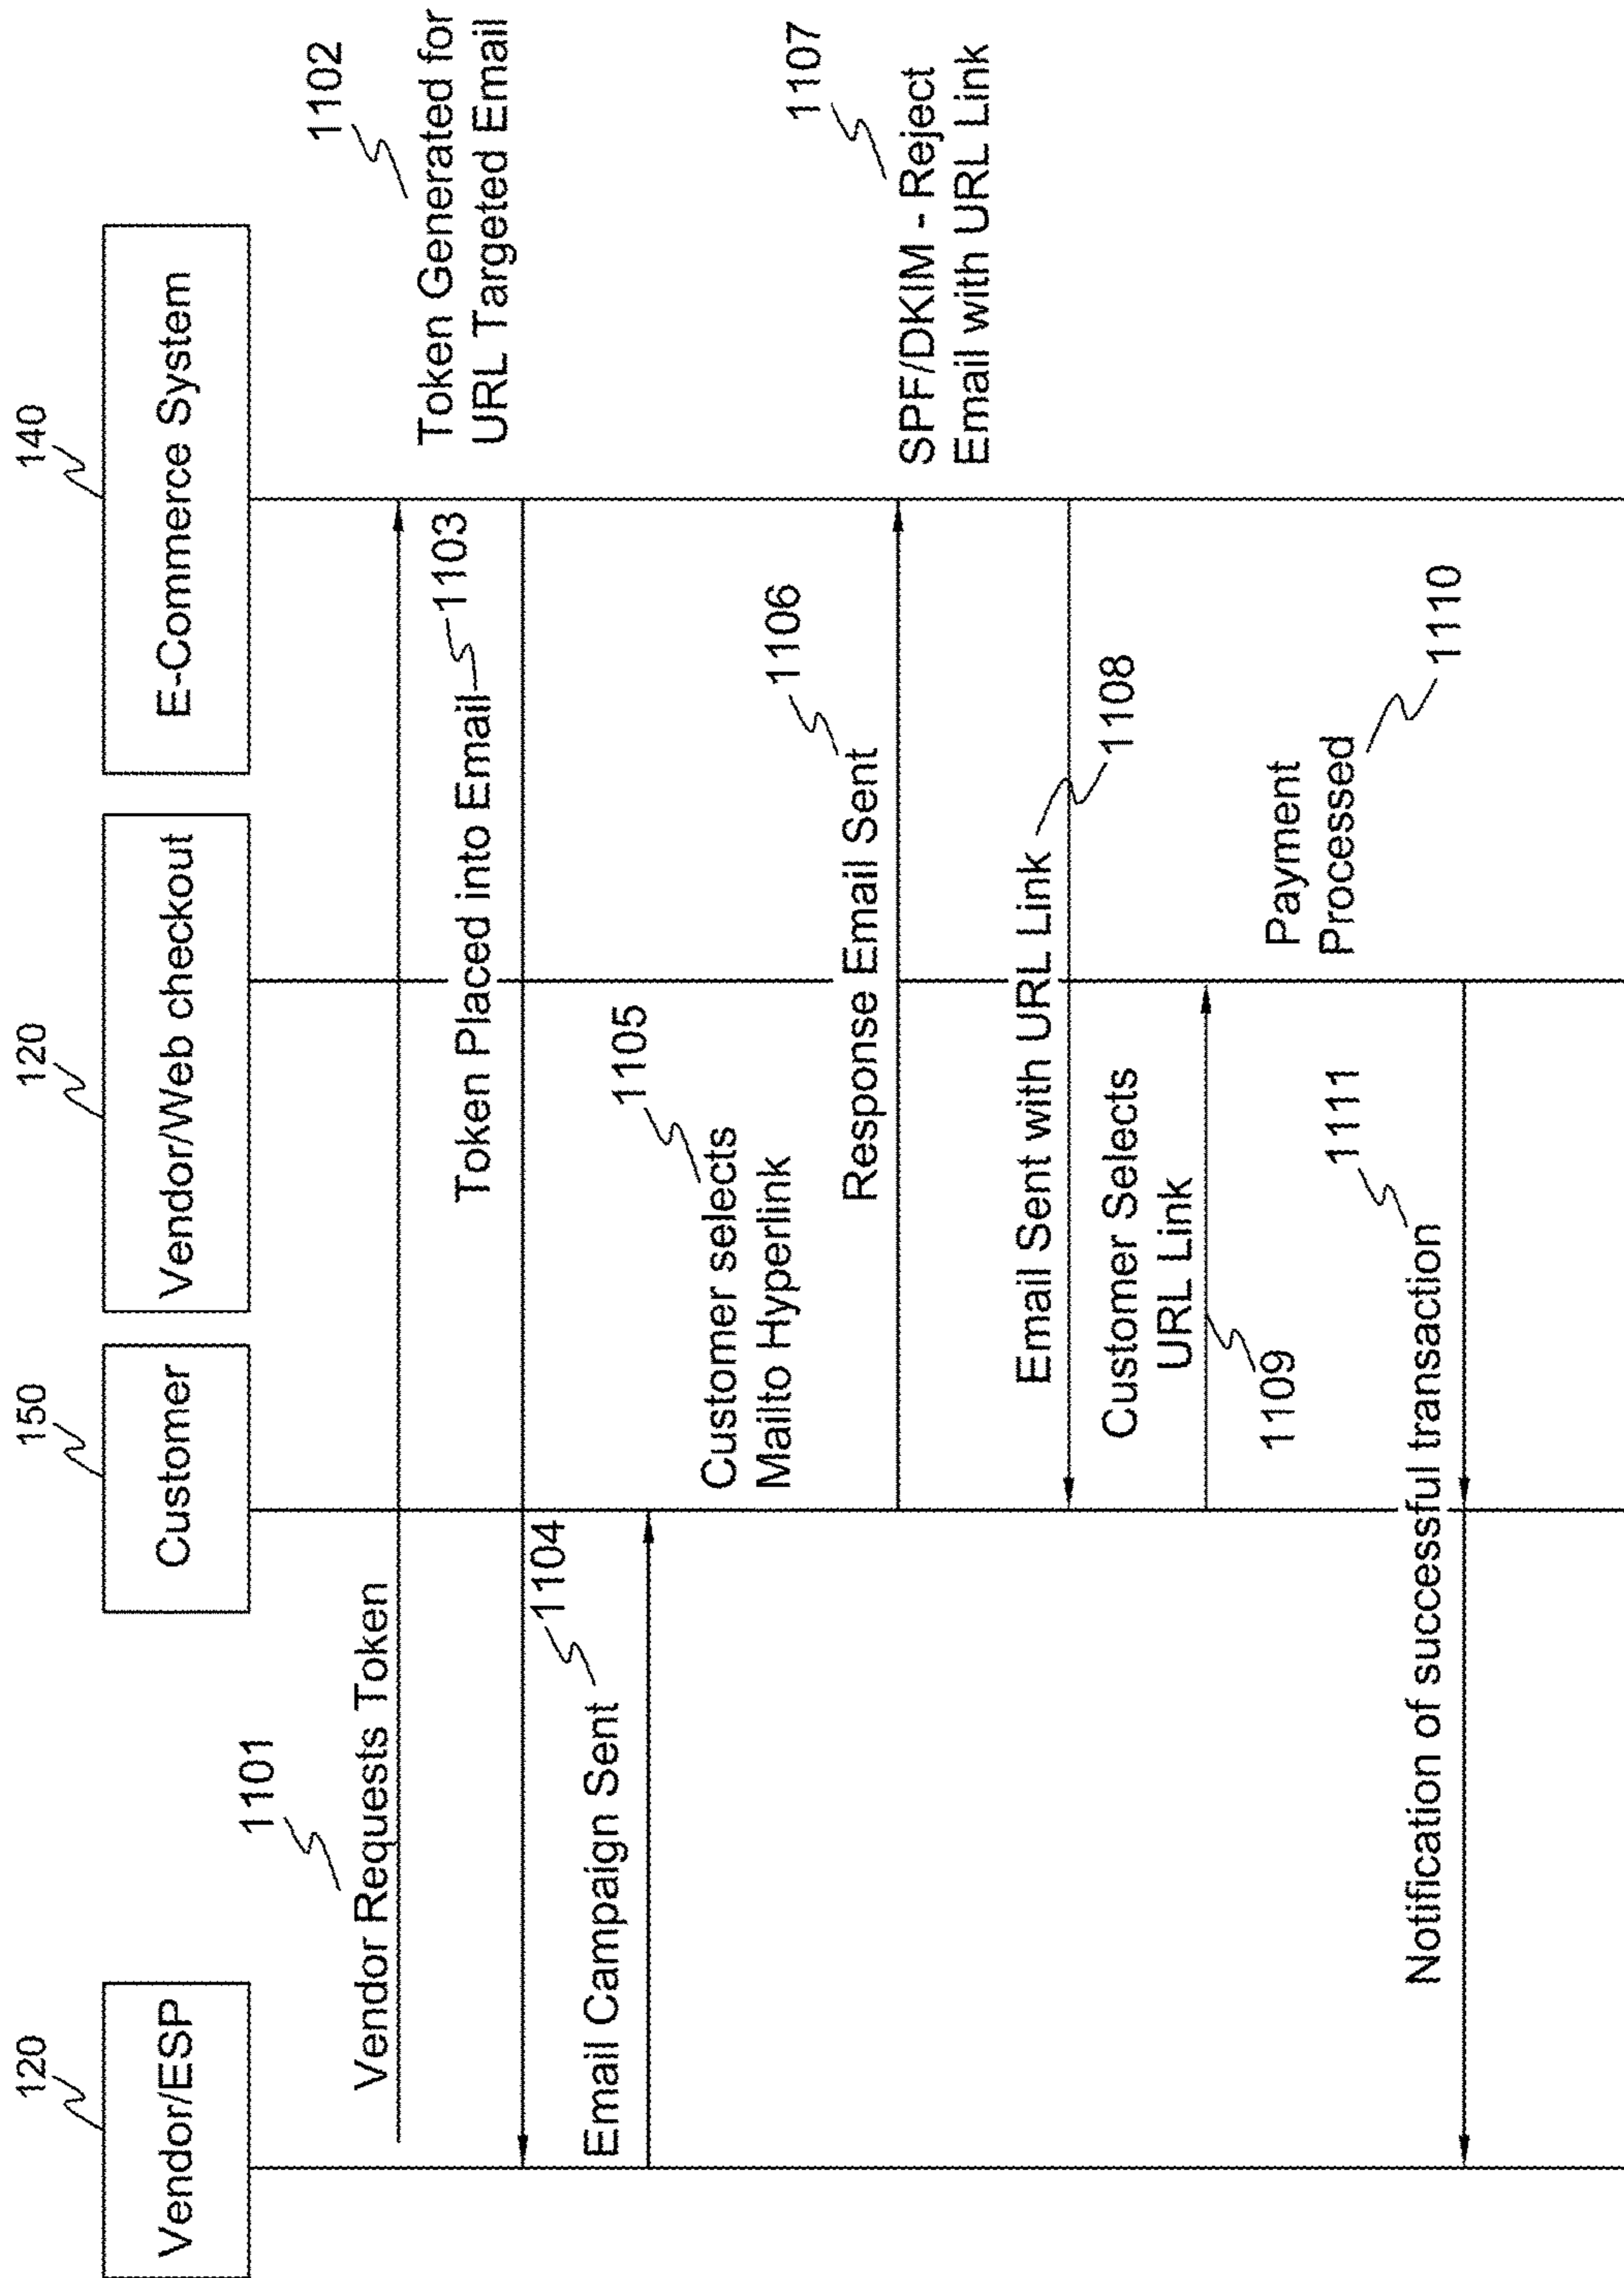 120
150
120
140
Vendor/ESP
Customer
Vendor/Web checkout
E-Commerce System
1101
Vendor Requests Token
1102
Token Generated for
URL Targeted Email
Token Placed into Email
1103
1104
Email Campaign Sent
1105
Customer selects
Mailto Hyperlink
1106
Response Email Sent
1107
SPF/DKIM - Reject
Email with URL Link
Email Sent with URL Link
1108
Customer Selects
URL Link
1109
Payment
Processed
1110
1111
Notification of successful transaction